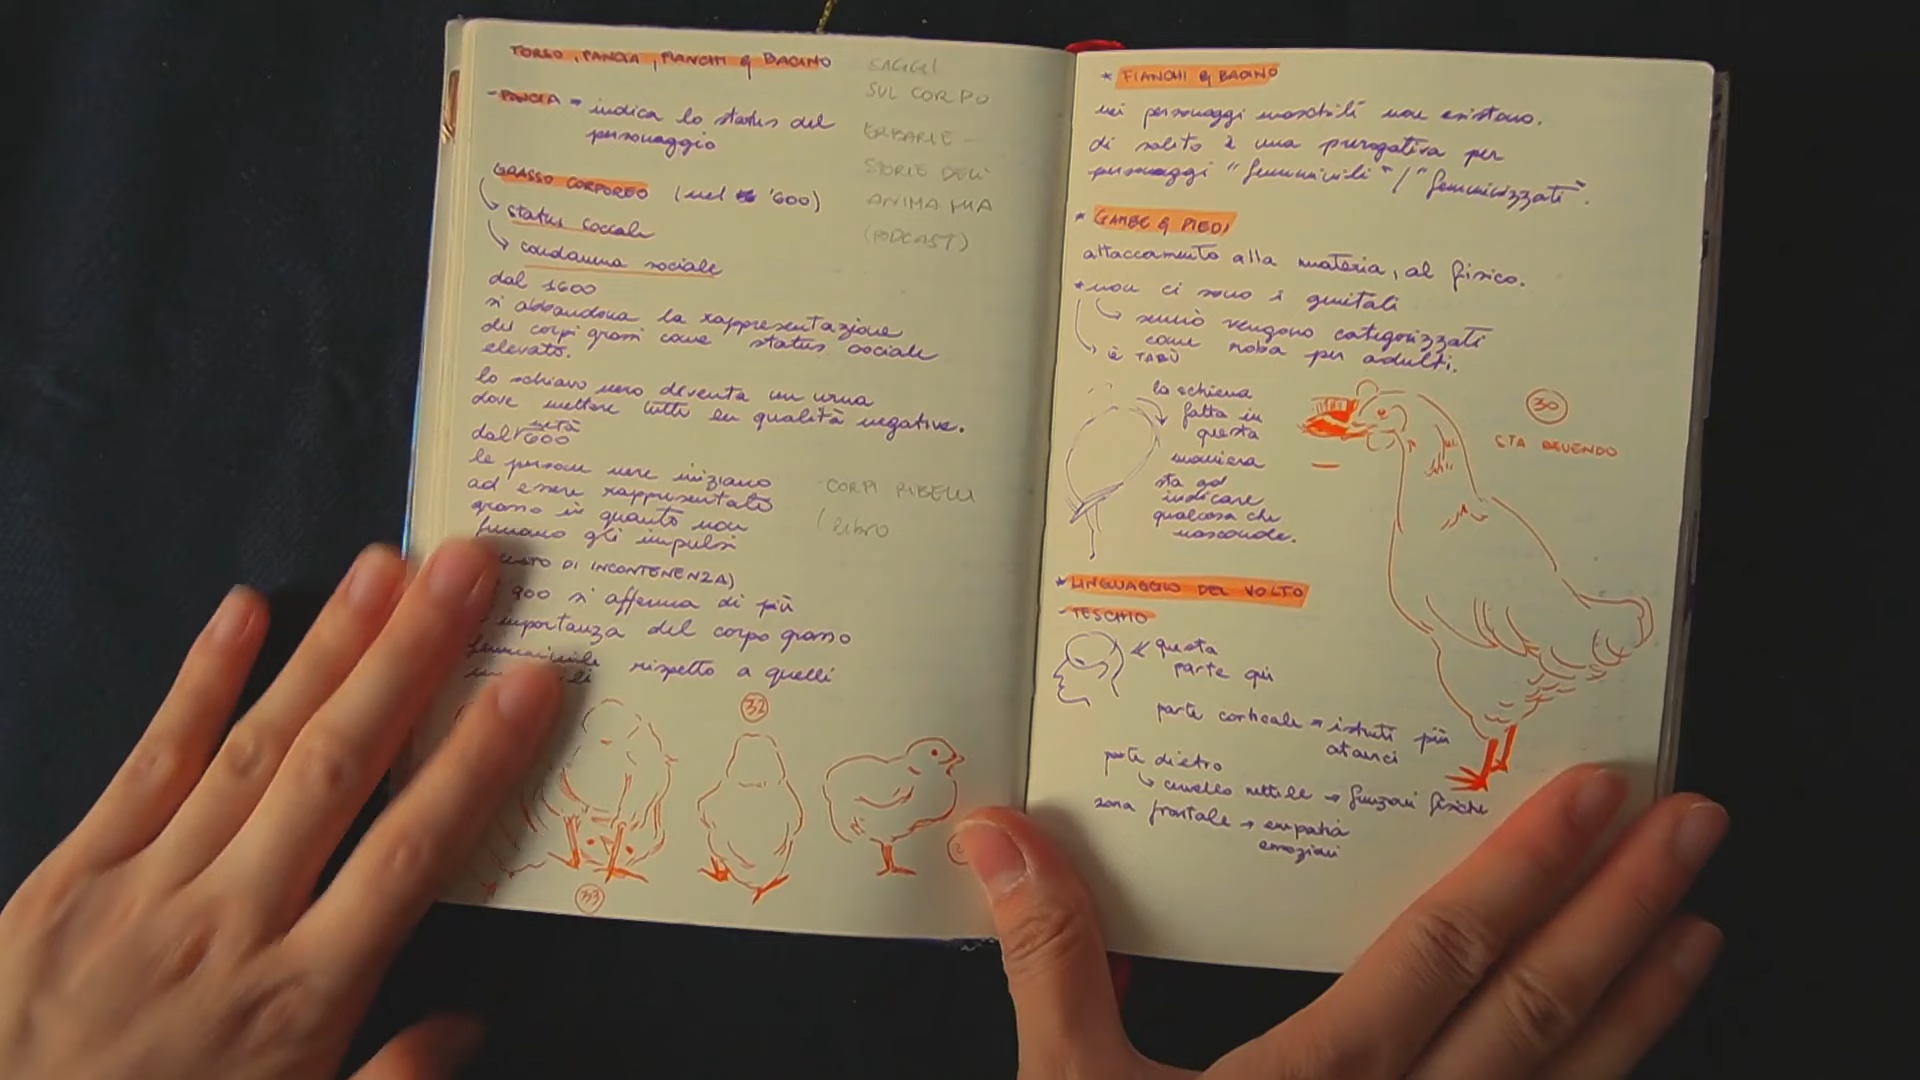 TORSO, PANCIA, FIANCHI & BACINO
- PANCIA = indica lo status del
personaggio
GRASSO CORPOREO (nel '600)
status sociale
condanna sociale
dal 1600
si abbandona la rappresentazione
dei corpi grassi come status sociale
elevato.
lo schiavo nero diventa un urna
dove mettere tutte le qualità negative.
dal metà '600
le persone nere iniziano
ad essere rappresentate
grasse in quanto non
frenano gli impulsi
DI INCONTENENZA)
'900 si afferma di più
importanza del corpo grasso
femminile rispetto a quelli
SAGGI
SUL CORPO
ERBARIE -
STORIE DELL'
ANIMA MIA
(PODCAST)
CORPI RIBELLI
(libro
33
32
* FIANCHI & BACINO
nei personaggi maschili non esistono.
di solito è una prerogativa per
personaggi "femminili" / "femminizzati".
* GAMBE & PIEDI
attaccamento alla materia, al fisico.
* non ci sono i genitali
sennò vengono categorizzati
come roba per adulti.
è TABÙ
la schiena
fatta in
questa
maniera
sta ad
indicare
qualcosa che
nasconde.
30
STA BEVENDO
* LINGUAGGIO DEL VOLTO
- TESCHIO
questa
parte qui
parte corticale = istinti più
atavici
parte dietro
cervello rettile → funzioni fisiche
zona frontale → empatia
emozioni